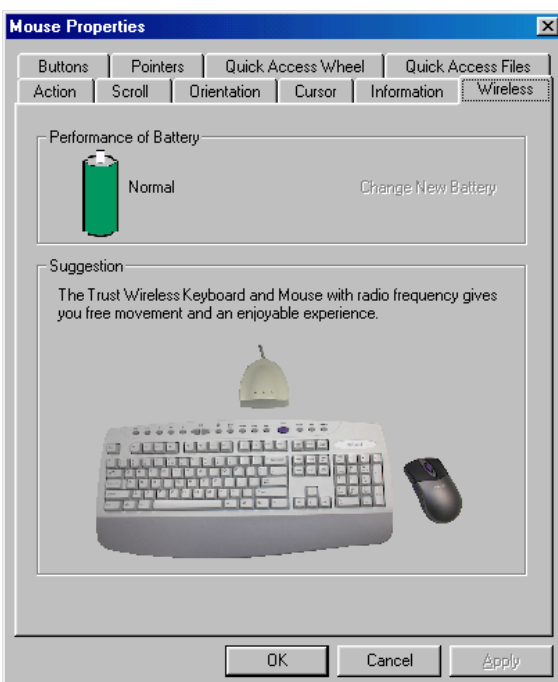 Mouse Properties
Buttons Pointers Quick Access Wheel Quick Access Files
Action Scroll Orientation Cursor Information Wireless
Performance of Battery
Normal Change New Battery
Suggestion
The Trust Wireless Keyboard and Mouse with radio frequency gives
you free movement and an enjoyable experience.
OK Cancel Apply